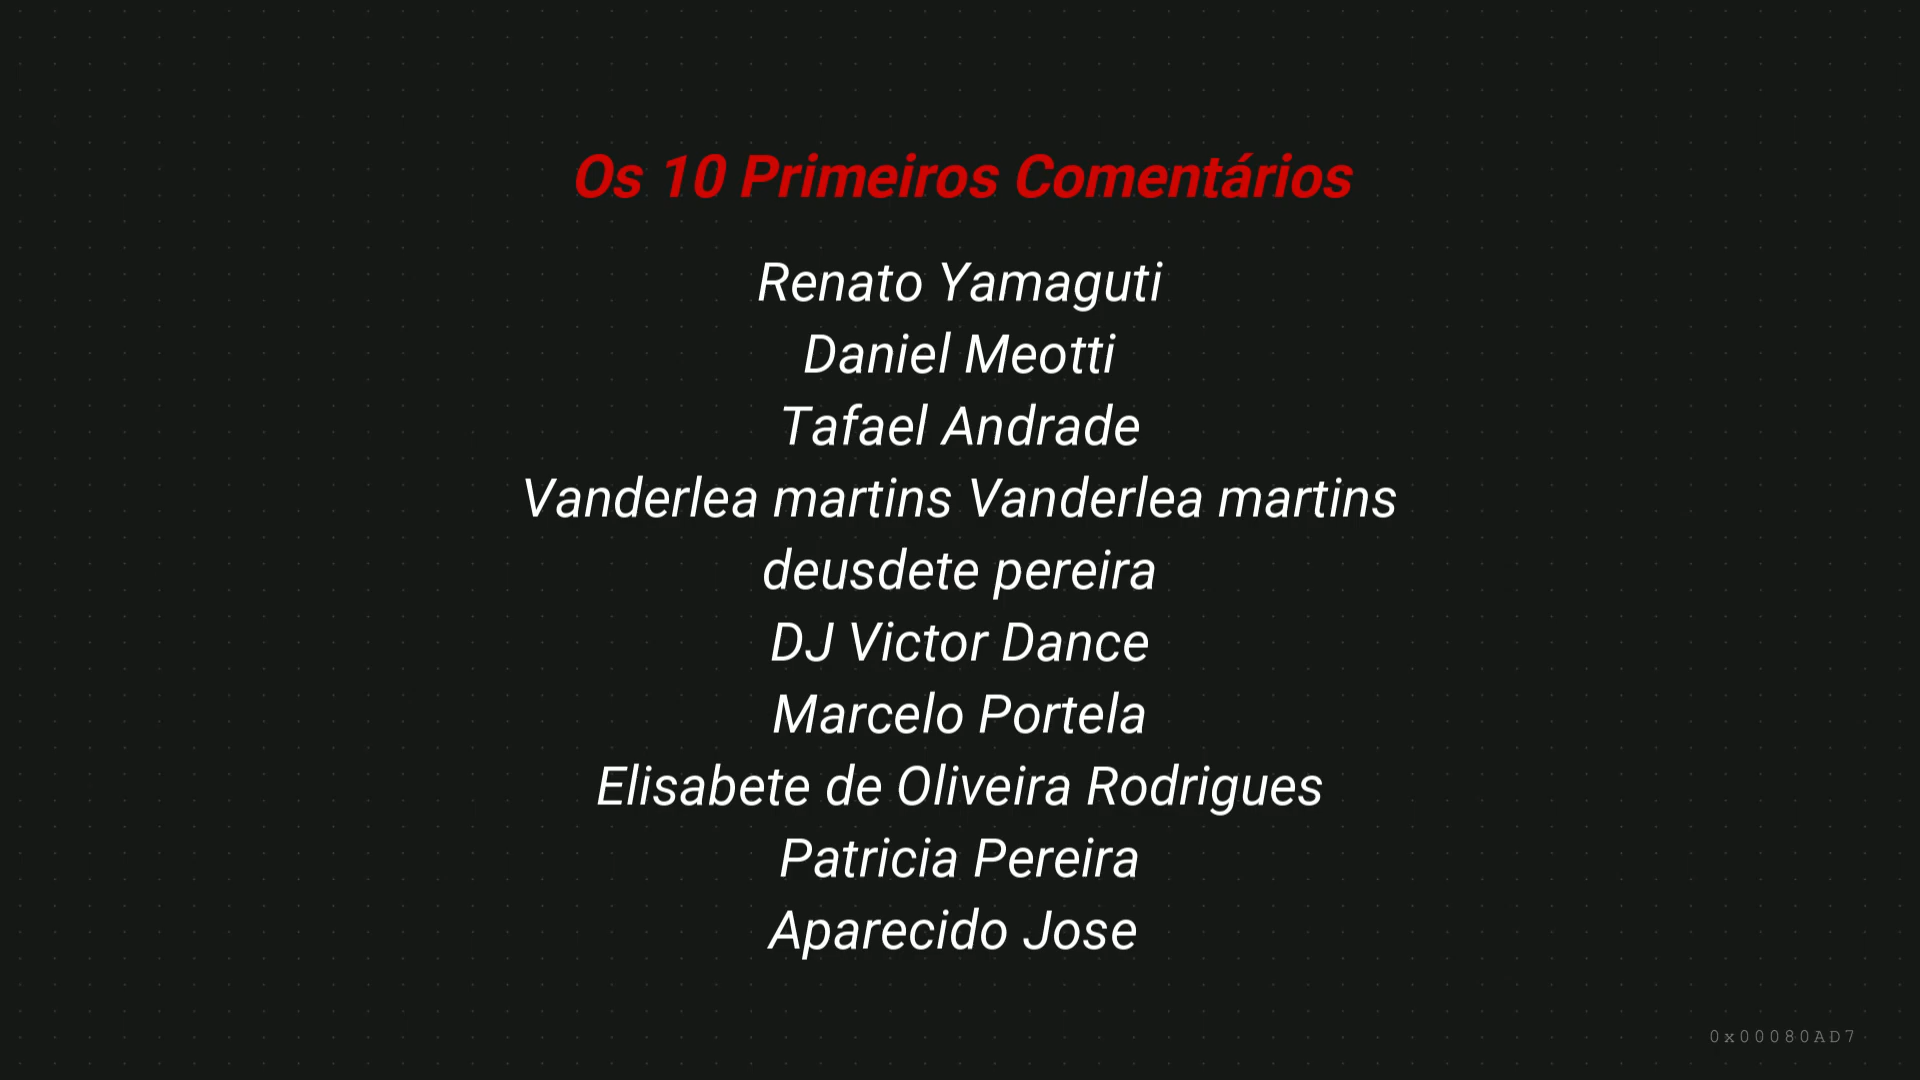 Os 10 Primeiros Comentários
Renato Yamaguti
Daniel Meotti
Tafael Andrade
Vanderlea martins Vanderlea martins
deusdete pereira
DJ Victor Dance
Marcelo Portela
Elisabete de Oliveira Rodrigues
Patricia Pereira
Aparecido Jose
0x00080AD7